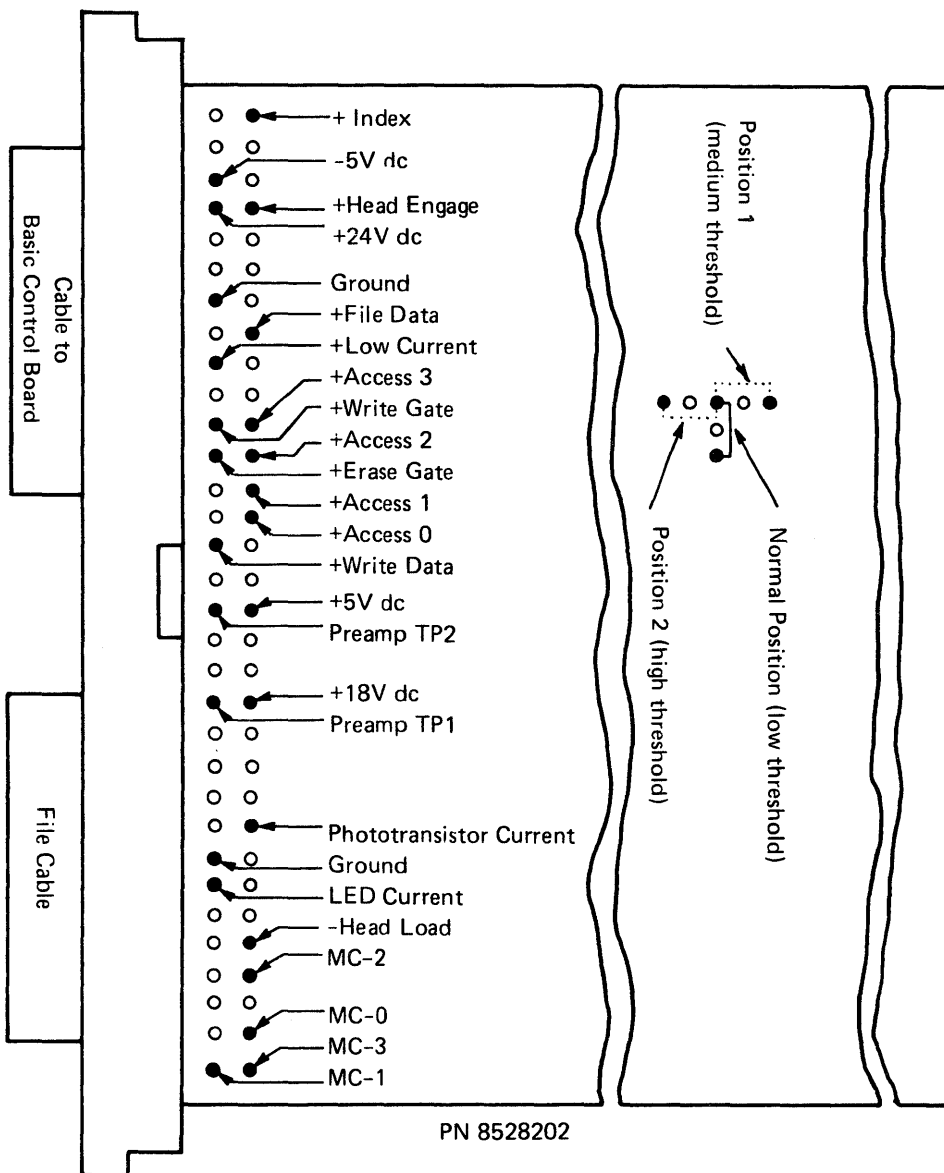 + Index
-5V dc
+Head Engage
+24V dc
Ground
+File Data
+Low Current
+Access 3
+Write Gate
+Access 2
+Erase Gate
+Access 1
+Access 0
+Write Data
+5V dc
Preamp TP2
+18V dc
Preamp TP1
Phototransistor Current
Ground
LED Current
-Head Load
MC-2
MC-0
MC-3
MC-1
Cable to
Basic Control Board
File Cable
Position 1
(medium threshold)
Normal Position (low threshold)
Position 2 (high threshold)
PN 8528202